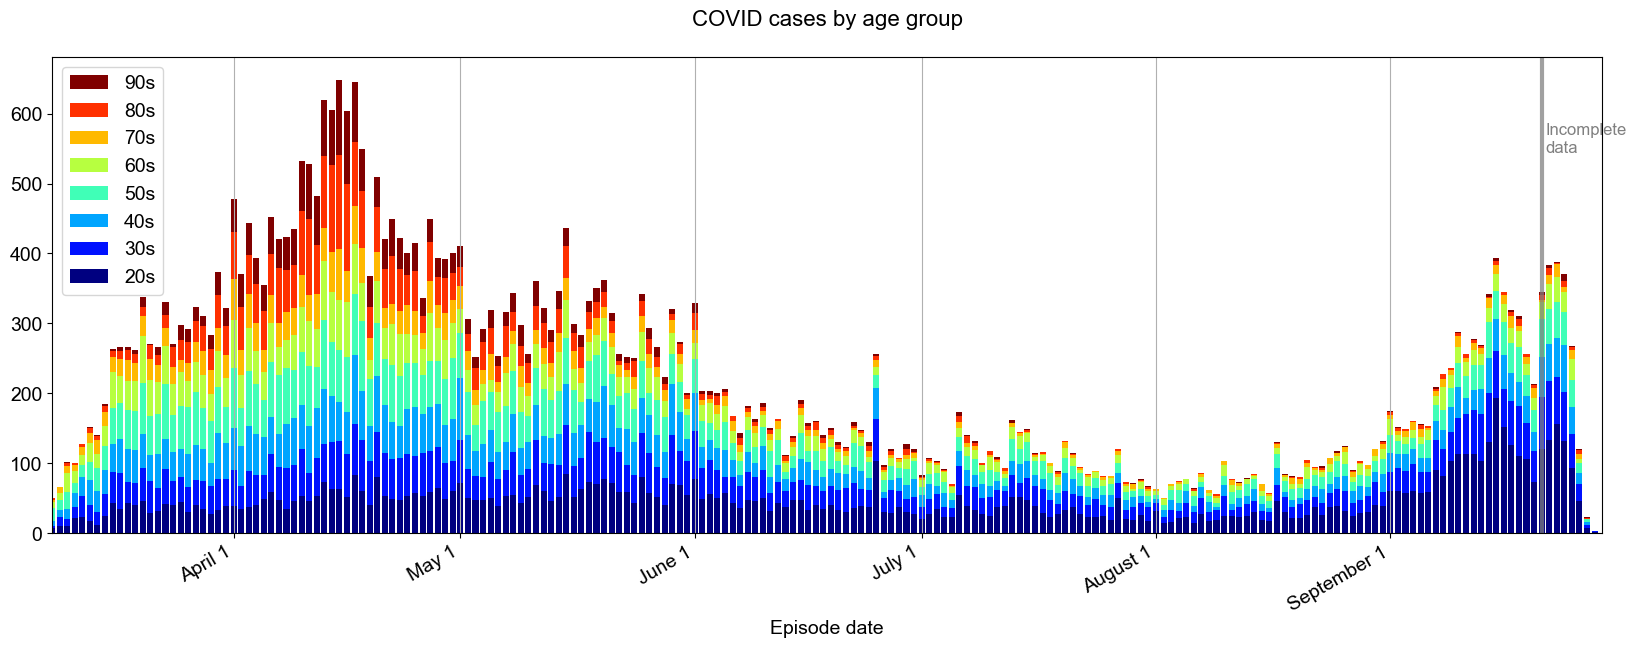 COVID cases by age group
90s
80s
70s
60s
50s
40s
30s
20s
600
500
400
300
200
100
0
Incomplete
data
April 1
May 1
June 1
July 1
August 1
September 1
Episode date